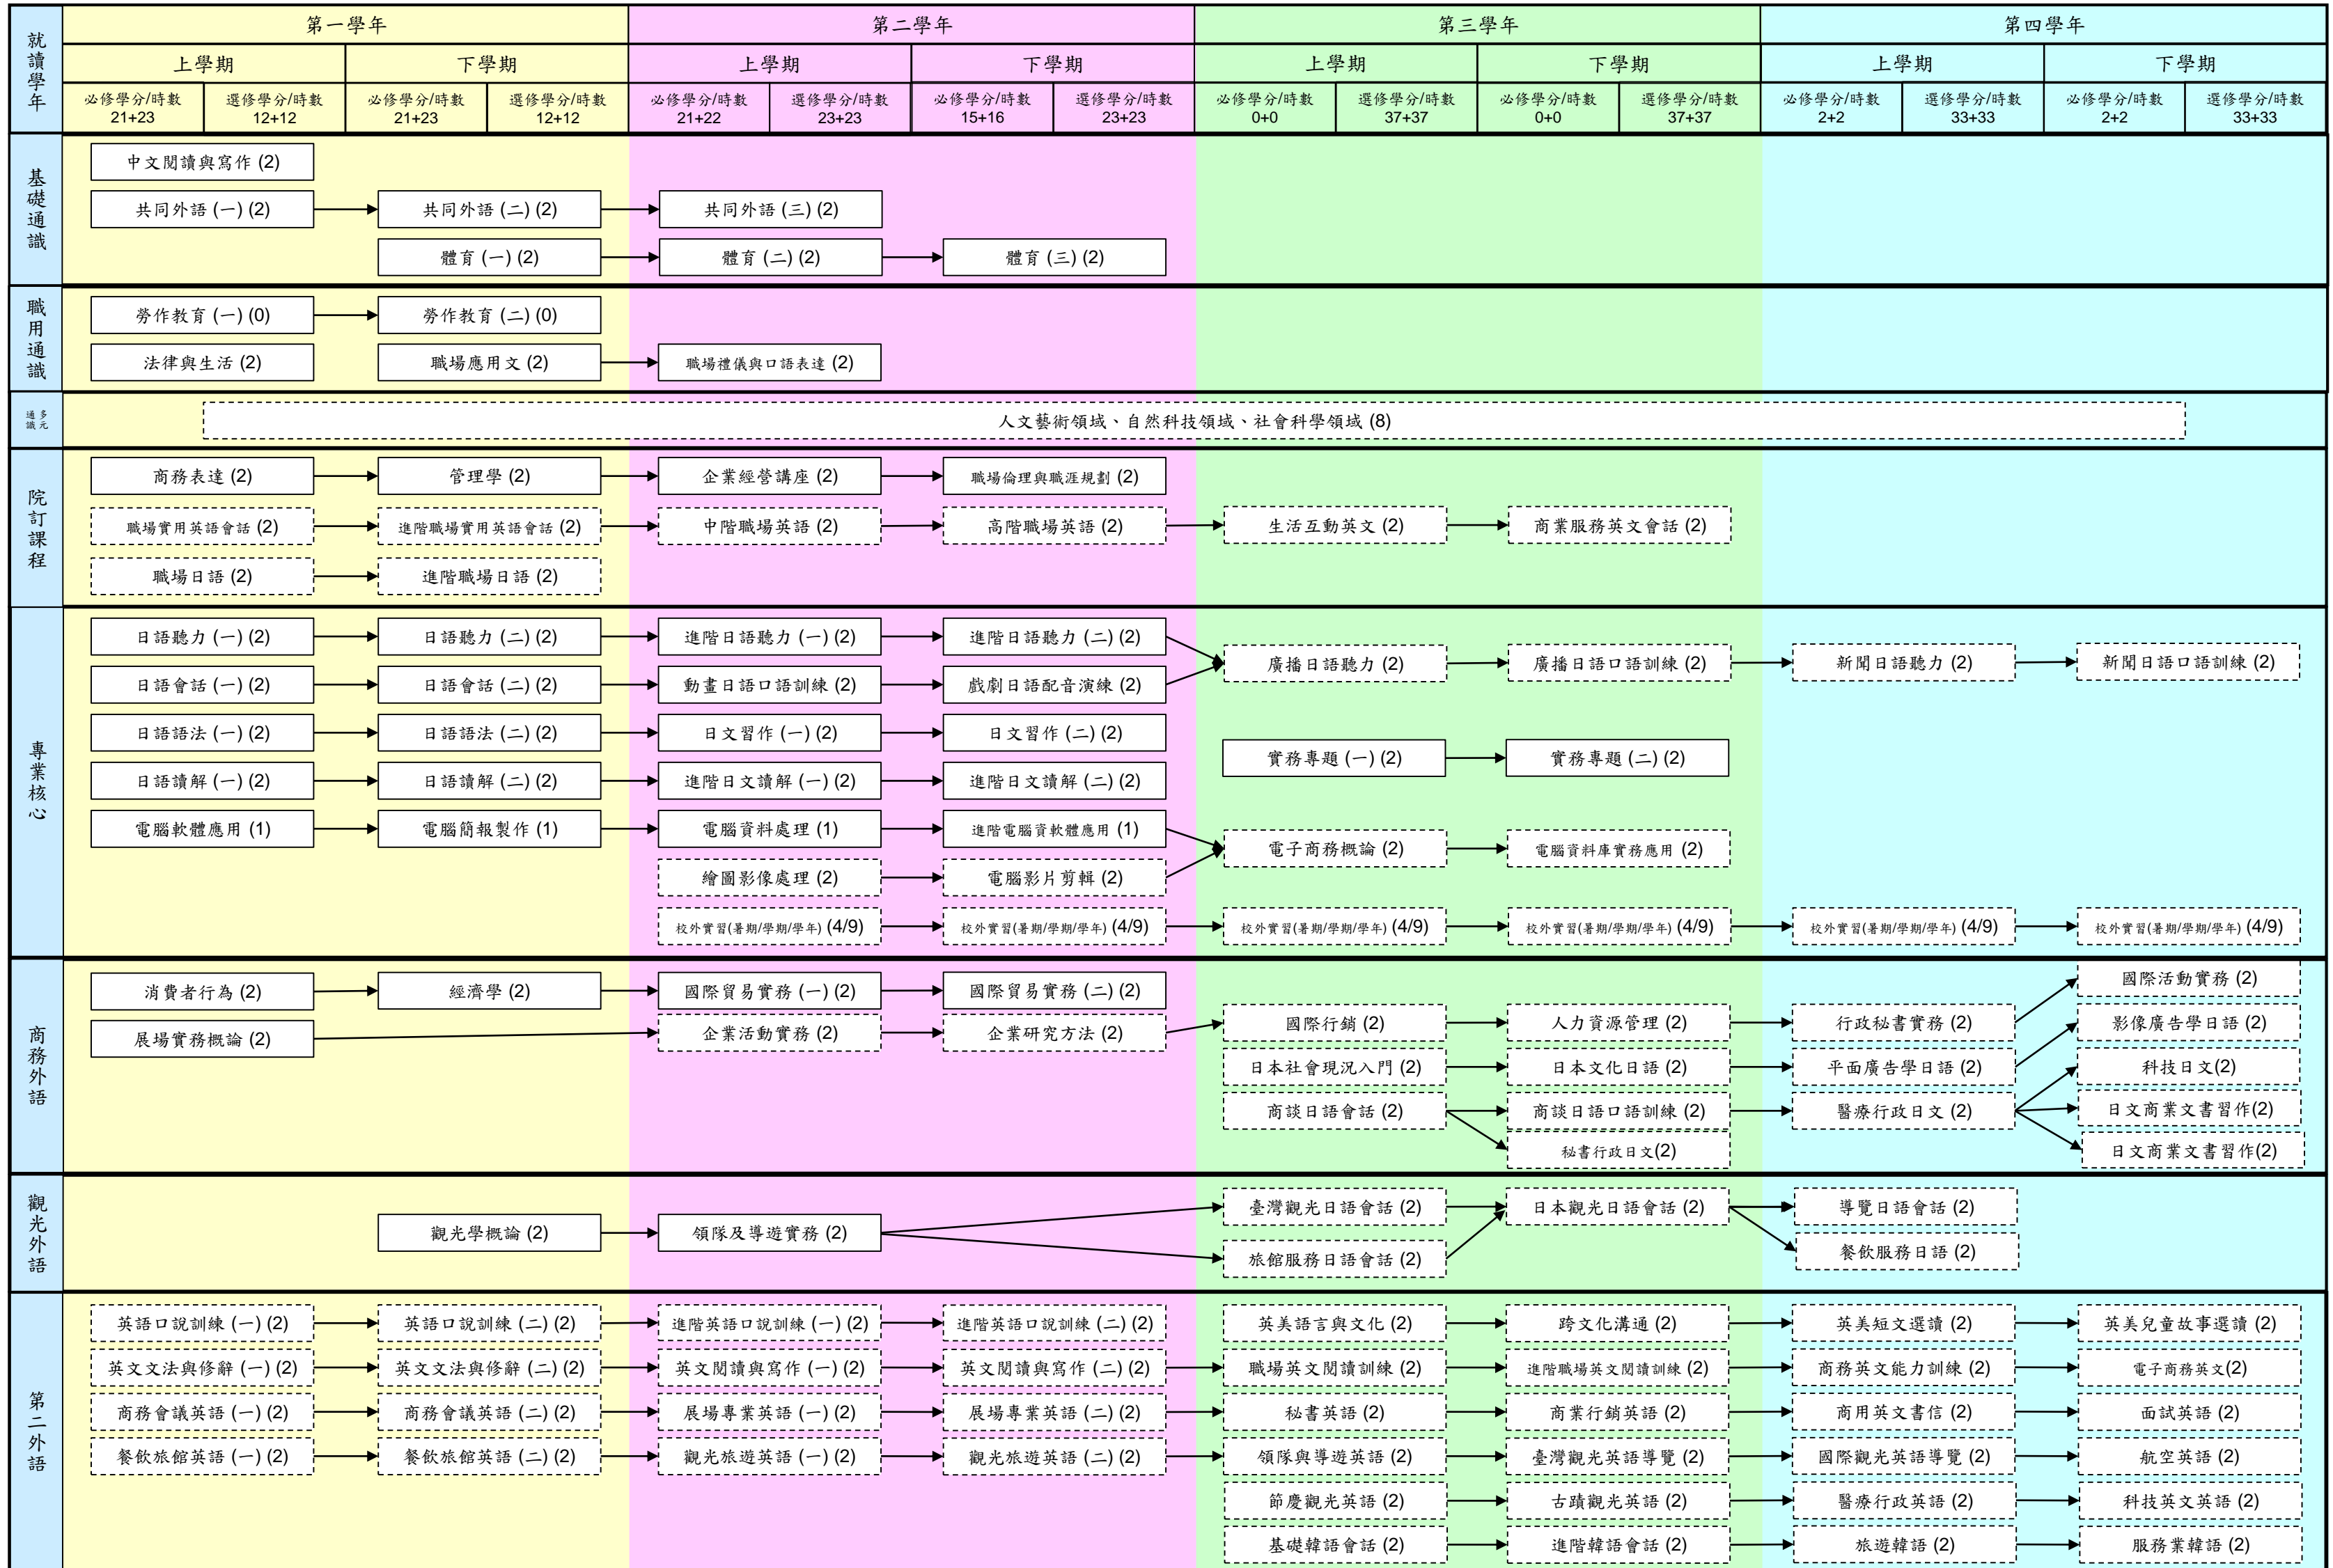 就讀學年
第一學年 第二學年 第三學年 第四學年
上學期 下學期 上學期 下學期 上學期 下學期 上學期 下學期
必修學分/時數 選修學分/時數 必修學分/時數 選修學分/時數 必修學分/時數 選修學分/時數 必修學分/時數 選修學分/時數 必修學分/時數 選修學分/時數 必修學分/時數 選修學分/時數 必修學分/時數 選修學分/時數 必修學分/時數 選修學分/時數
21+23 12+12 21+23 12+12 21+22 23+23 15+16 23+23 0+0 37+37 0+0 37+37 2+2 33+33 2+2 33+33
基礎通識
中文閱讀與寫作 (2)
共同外語 (一) (2) 共同外語 (二) (2) 共同外語 (三) (2)
體育 (一) (2) 體育 (二) (2) 體育 (三) (2)
職用通識
勞作教育 (一) (0) 勞作教育 (二) (0)
法律與生活 (2) 職場應用文 (2) 職場禮儀與口語表達 (2)
多元通識
人文藝術領域、自然科技領域、社會科學領域 (8)
院訂課程
商務表達 (2) 管理學 (2) 企業經營講座 (2) 職場倫理與職涯規劃 (2)
職場實用英語會話 (2) 進階職場實用英語會話 (2) 中階職場英語 (2) 高階職場英語 (2) 生活互動英文 (2) 商業服務英文會話 (2)
職場日語 (2) 進階職場日語 (2)
專業核心
日語聽力 (一) (2) 日語聽力 (二) (2) 進階日語聽力 (一) (2) 進階日語聽力 (二) (2)
廣播日語聽力 (2) 廣播日語口語訓練 (2) 新聞日語聽力 (2) 新聞日語口語訓練 (2)
日語會話 (一) (2) 日語會話 (二) (2) 動畫日語口語訓練 (2) 戲劇日語配音演練 (2)
日語語法 (一) (2) 日語語法 (二) (2) 日文習作 (一) (2) 日文習作 (二) (2)
實務專題 (一) (2) 實務專題 (二) (2)
日語讀解 (一) (2) 日語讀解 (二) (2) 進階日文讀解 (一) (2) 進階日文讀解 (二) (2)
電腦軟體應用 (1) 電腦簡報製作 (1) 電腦資料處理 (1) 進階電腦資軟體應用 (1)
電子商務概論 (2) 電腦資料庫實務應用 (2)
繪圖影像處理 (2) 電腦影片剪輯 (2)
校外實習(暑期/學期/學年) (4/9) 校外實習(暑期/學期/學年) (4/9) 校外實習(暑期/學期/學年) (4/9) 校外實習(暑期/學期/學年) (4/9) 校外實習(暑期/學期/學年) (4/9) 校外實習(暑期/學期/學年) (4/9)
商務外語
國際活動實務 (2)
消費者行為 (2) 經濟學 (2) 國際貿易實務 (一) (2) 國際貿易實務 (二) (2)
展場實務概論 (2) 企業活動實務 (2) 企業研究方法 (2) 國際行銷 (2) 人力資源管理 (2) 行政秘書實務 (2) 影像廣告學日語 (2)
日本社會現況入門 (2) 日本文化日語 (2) 平面廣告學日語 (2) 科技日文(2)
商談日語會話 (2) 商談日語口語訓練 (2) 醫療行政日文 (2) 日文商業文書習作(2)
秘書行政日文(2) 日文商業文書習作(2)
觀光外語
臺灣觀光日語會話 (2) 日本觀光日語會話 (2) 導覽日語會話 (2)
觀光學概論 (2) 領隊及導遊實務 (2)
旅館服務日語會話 (2) 餐飲服務日語 (2)
第二外語
英語口說訓練 (一) (2) 英語口說訓練 (二) (2) 進階英語口說訓練 (一) (2) 進階英語口說訓練 (二) (2) 英美語言與文化 (2) 跨文化溝通 (2) 英美短文選讀 (2) 英美兒童故事選讀 (2)
英文文法與修辭 (一) (2) 英文文法與修辭 (二) (2) 英文閱讀與寫作 (一) (2) 英文閱讀與寫作 (二) (2) 職場英文閱讀訓練 (2) 進階職場英文閱讀訓練 (2) 商務英文能力訓練 (2) 電子商務英文(2)
商務會議英語 (一) (2) 商務會議英語 (二) (2) 展場專業英語 (一) (2) 展場專業英語 (二) (2) 秘書英語 (2) 商業行銷英語 (2) 商用英文書信 (2) 面試英語 (2)
餐飲旅館英語 (一) (2) 餐飲旅館英語 (二) (2) 觀光旅遊英語 (一) (2) 觀光旅遊英語 (二) (2) 領隊與導遊英語 (2) 臺灣觀光英語導覽 (2) 國際觀光英語導覽 (2) 航空英語 (2)
節慶觀光英語 (2) 古蹟觀光英語 (2) 醫療行政英語 (2) 科技英文英語 (2)
基礎韓語會話 (2) 進階韓語會話 (2) 旅遊韓語 (2) 服務業韓語 (2)